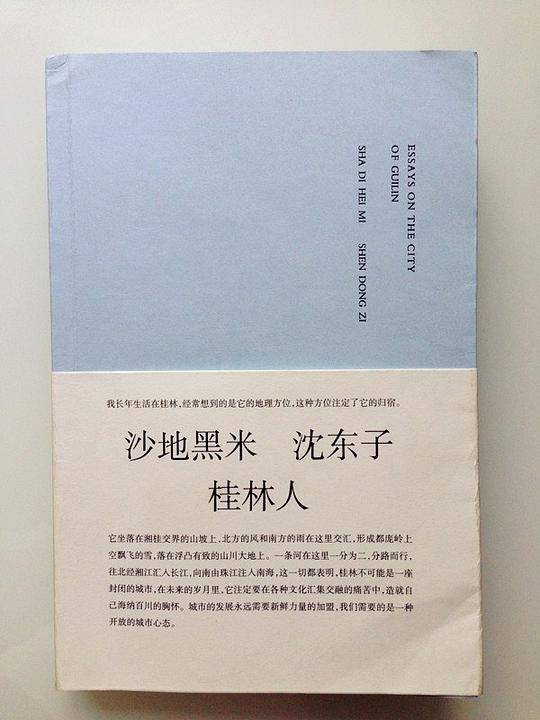 ESSAYS ON THE CITY
OF GUILIN
SHA DI HEI MI SHEN DONG ZI
我长年生活在桂林,经常想到的是它的地理方位,这种方位注定了它的归宿。
沙地黑米 沈东子
桂林人
它坐落在湘桂交界的山坡上,北方的风和南方的雨在这里交汇,形成都庞岭上
空飘飞的雪,落在浮凸有致的山川大地上。一条河在这里一分为二,分路而行,
往北经湘江汇入长江,向南由珠江注入南海,这一切都表明,桂林不可能是一座
封闭的城市,在未来的岁月里,它注定要在各种文化汇集交融的痛苦中,造就自
己海纳百川的胸怀。城市的发展永远需要新鲜力量的加盟,我们需要的是一种
开放的城市心态。